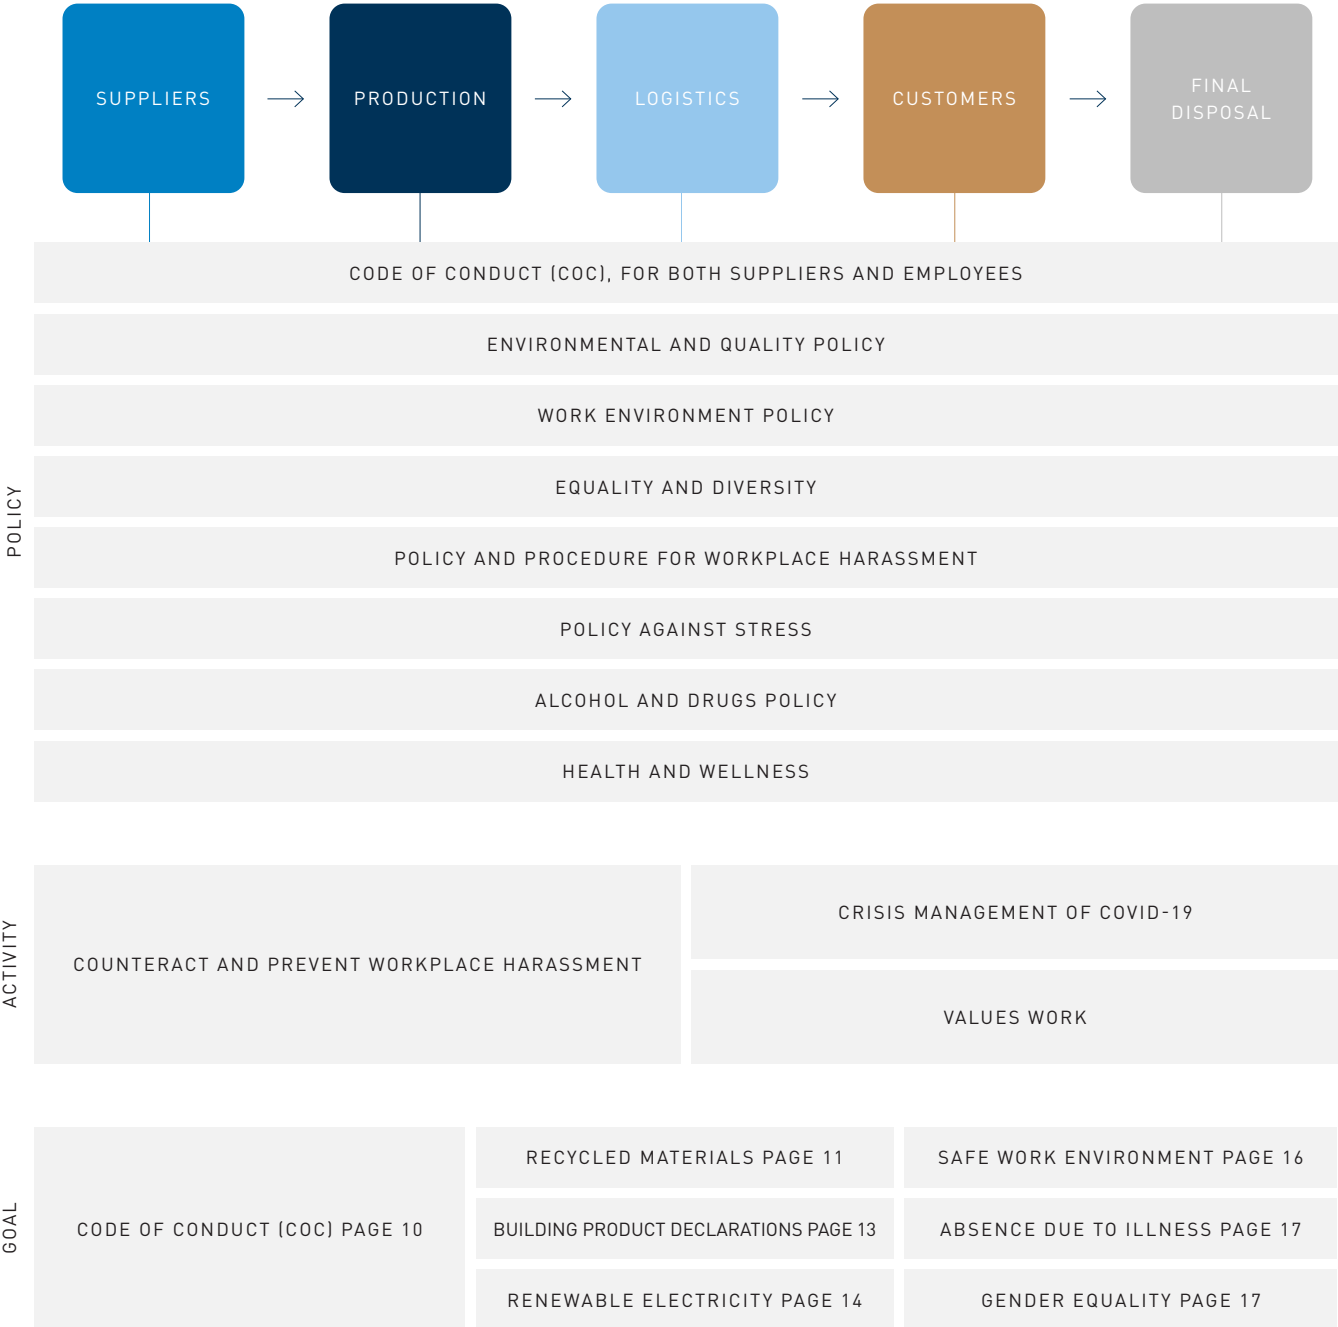 SUPPLIERS
PRODUCTION
LOGISTICS
CUSTOMERS
FINAL
DISPOSAL
POLICY
CODE OF CONDUCT (COC), FOR BOTH SUPPLIERS AND EMPLOYEES
ENVIRONMENTAL AND QUALITY POLICY
WORK ENVIRONMENT POLICY
EQUALITY AND DIVERSITY
POLICY AND PROCEDURE FOR WORKPLACE HARASSMENT
POLICY AGAINST STRESS
ALCOHOL AND DRUGS POLICY
HEALTH AND WELLNESS
ACTIVITY
COUNTERACT AND PREVENT WORKPLACE HARASSMENT
CRISIS MANAGEMENT OF COVID-19
VALUES WORK
GOAL
CODE OF CONDUCT (COC) PAGE 10
RECYCLED MATERIALS PAGE 11
BUILDING PRODUCT DECLARATIONS PAGE 13
RENEWABLE ELECTRICITY PAGE 14
SAFE WORK ENVIRONMENT PAGE 16
ABSENCE DUE TO ILLNESS PAGE 17
GENDER EQUALITY PAGE 17